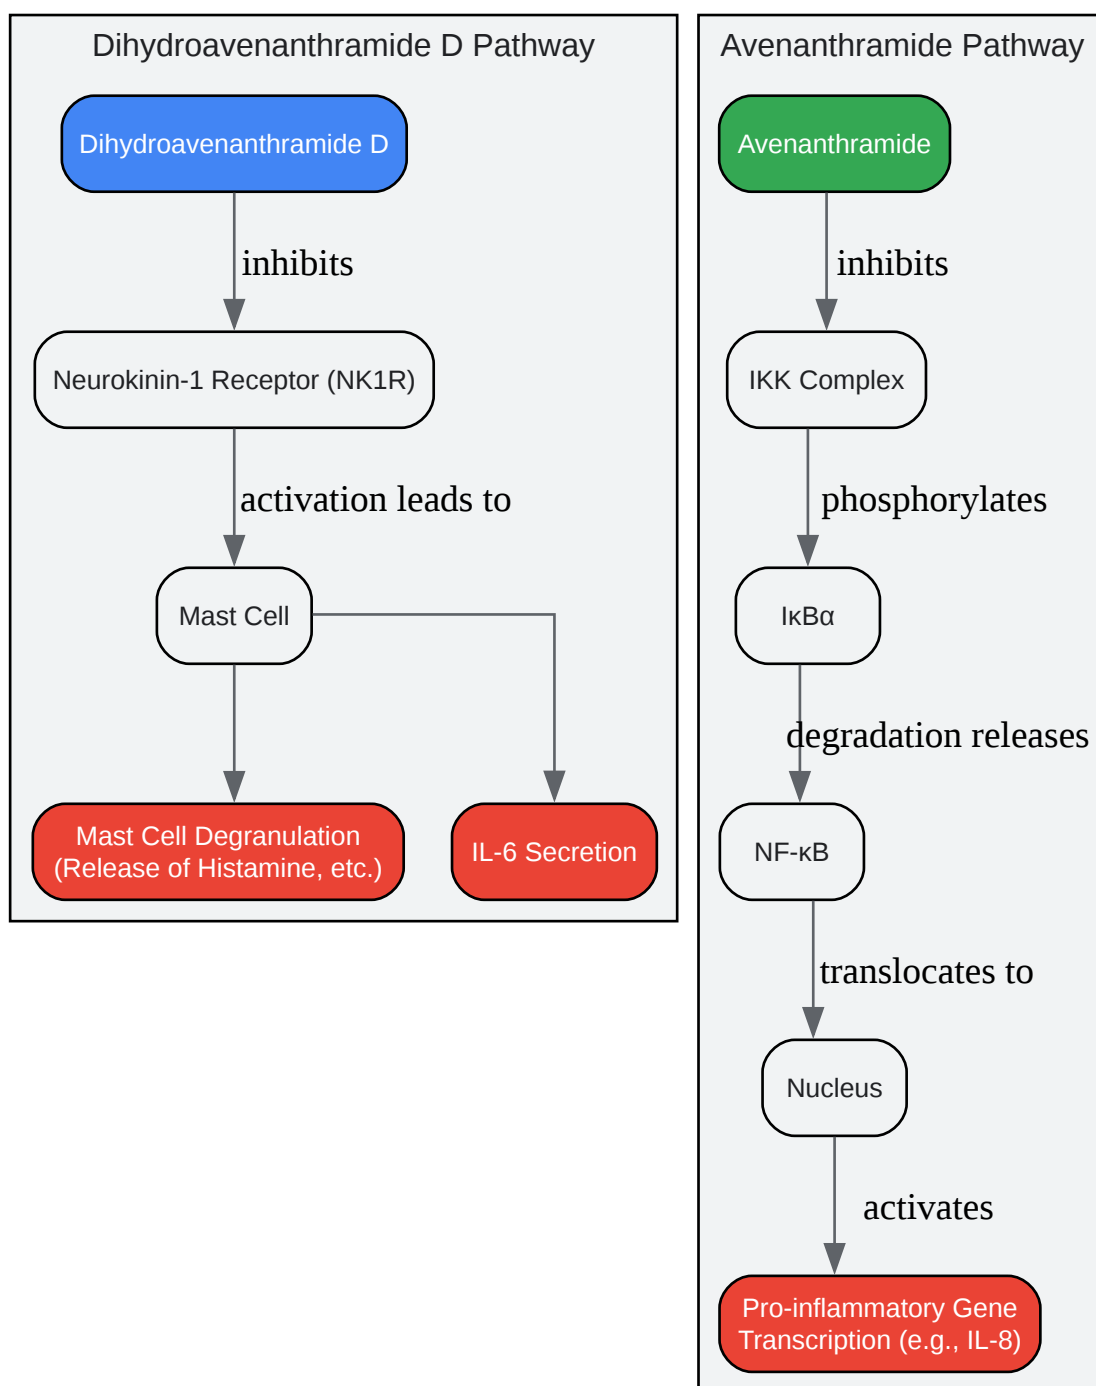 Dihydroavenanthramide D Pathway
Dihydroavenanthramide D
inhibits
Neurokinin-1 Receptor (NK1R)
activation leads to
Mast Cell
Mast Cell Degranulation
(Release of Histamine, etc.)
IL-6 Secretion
Avenanthramide Pathway
Avenanthramide
inhibits
IKK Complex
phosphorylates
IκBα
degradation releases
NF-κB
translocates to
Nucleus
activates
Pro-inflammatory Gene
Transcription (e.g., IL-8)